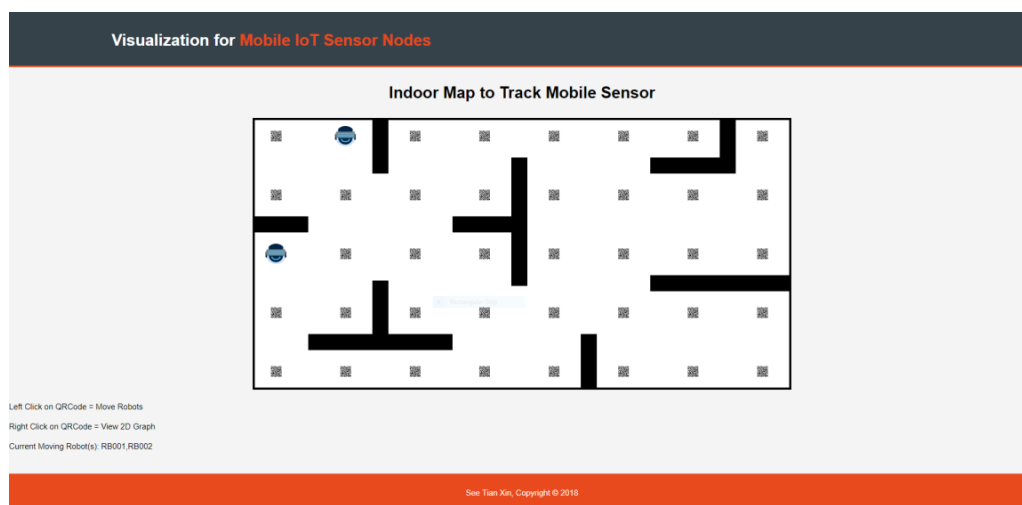 Visualization for Mobile IoT Sensor Nodes
Indoor Map to Track Mobile Sensor
Left Click on QRCode = Move Robots
Right Click on QRCode = View 2D Graph
Current Moving Robot(s): RB001,RB002
See Tian Xin, Copyright © 2018